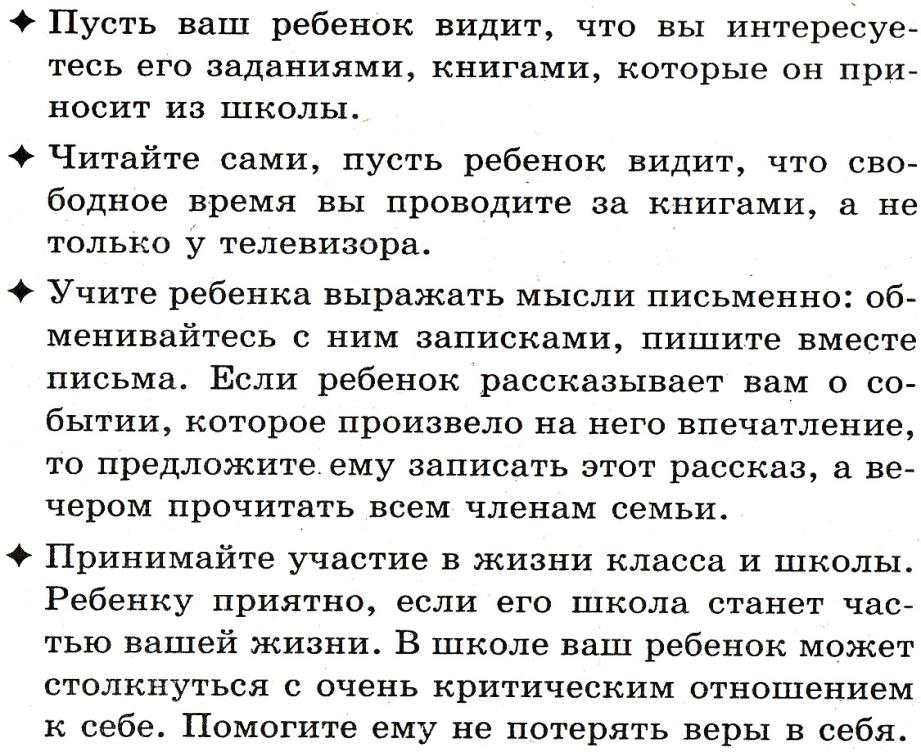 ✦ Пусть ваш ребенок видит, что вы интересуе-
тесь его заданиями, книгами, которые он при-
носит из школы.
✦ Читайте сами, пусть ребенок видит, что сво-
бодное время вы проводите за книгами, а не
только у телевизора.
✦ Учите ребенка выражать мысли письменно: об-
менивайтесь с ним записками, пишите вместе
письма. Если ребенок рассказывает вам о со-
бытии, которое произвело на него впечатление,
то предложите ему записать этот рассказ, а ве-
чером прочитать всем членам семьи.
✦ Принимайте участие в жизни класса и школы.
Ребенку приятно, если его школа станет час-
тью вашей жизни. В школе ваш ребенок может
столкнуться с очень критическим отношением
к себе. Помогите ему не потерять веры в себя.